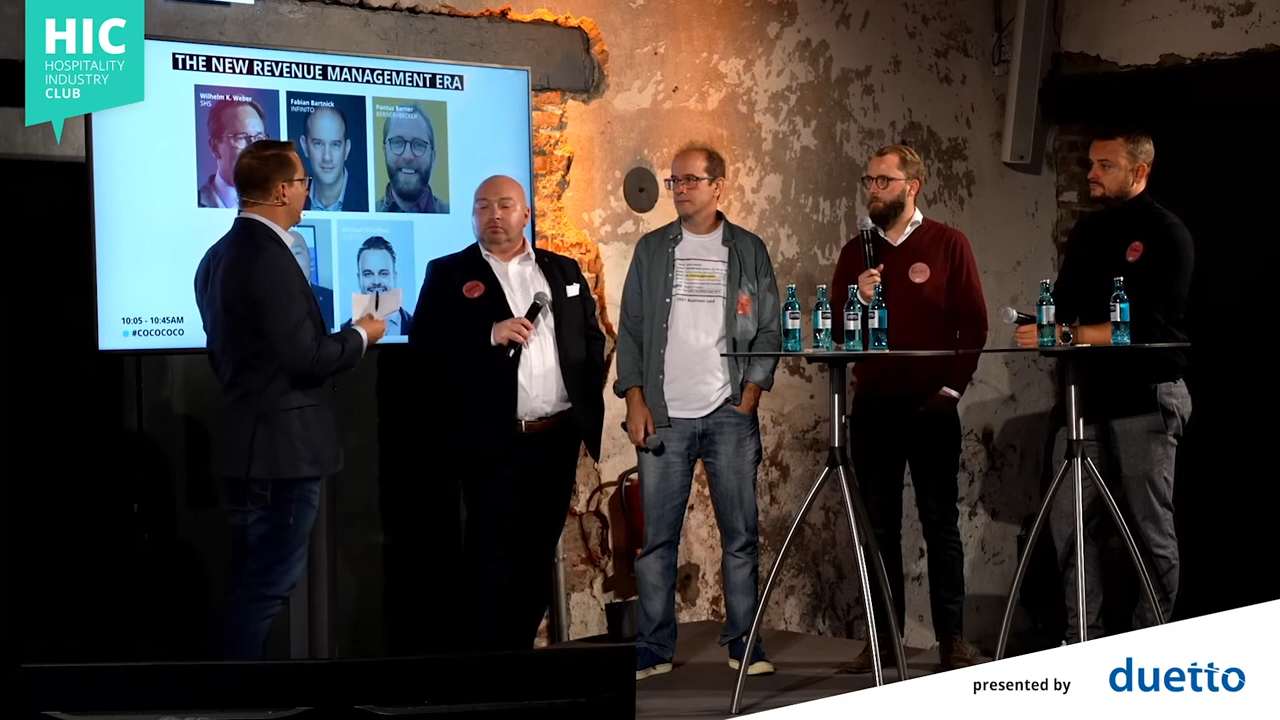 HIC
HOSPITALITY
INDUSTRY
CLUB
THE NEW REVENUE MANAGEMENT ERA
Wilhelm K. Weber
SHS
Fabian Bartnick
INFINITO
Pontus Berner
BERNER+BECKER
10:05 - 10:45AM
#COCOCOCO
presented by
duetto